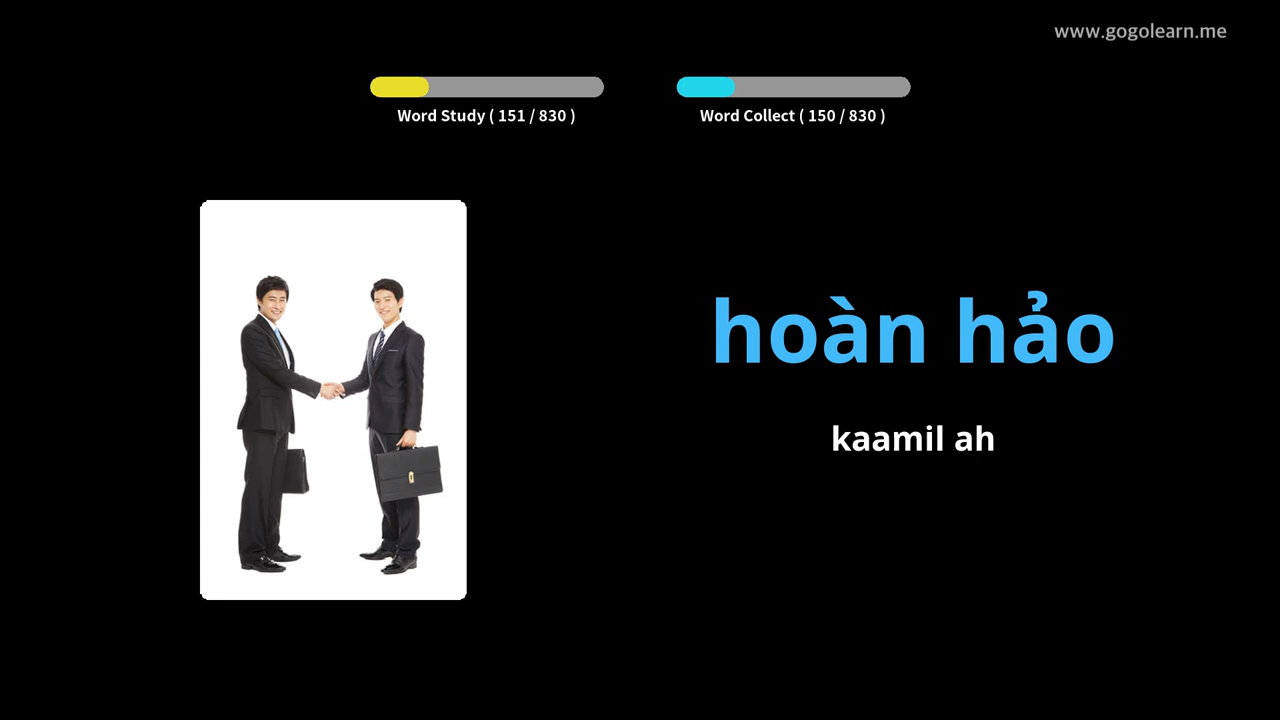 www.gogolearn.me
Word Study ( 151 / 830 )
Word Collect ( 150 / 830 )
hoàn hảo
kaamil ah